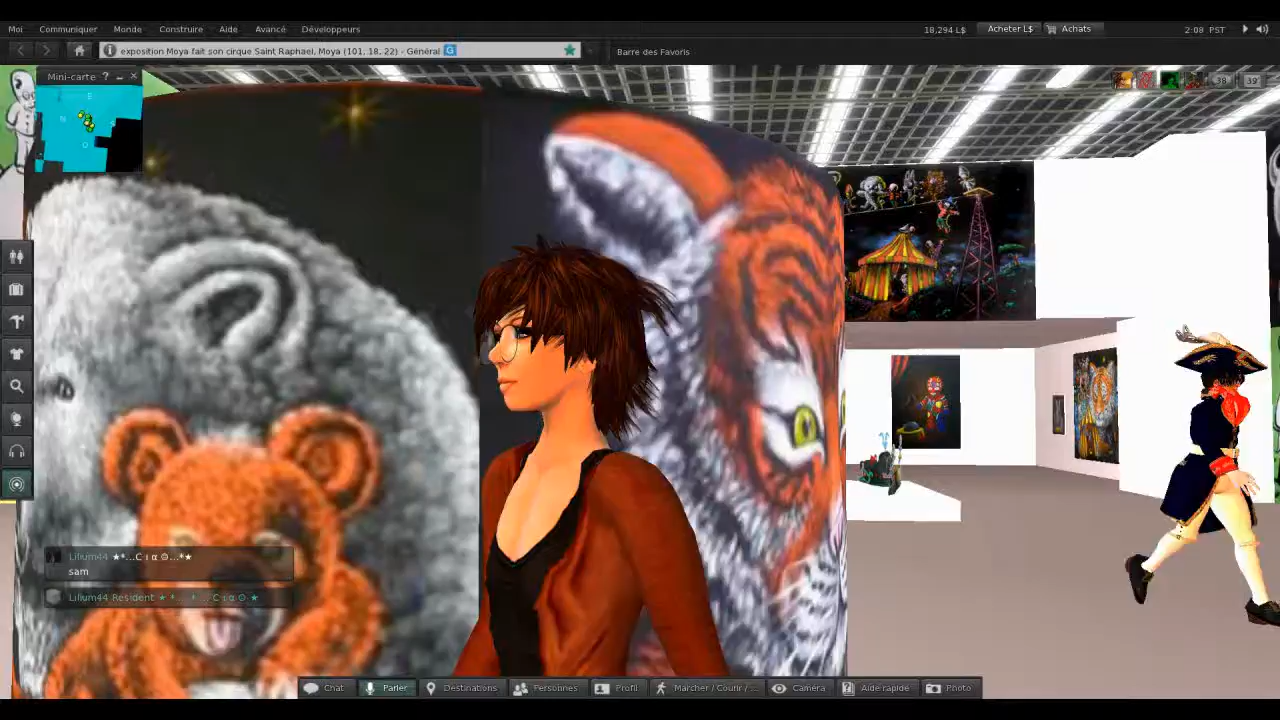 Moi Communiquer Monde Construire Aide Avancé Développeurs 18,294 L$ Acheter L$ Achats 2:08 PST
exposition Moya fait son cirque Saint Raphael, Moya (101, 18, 22) - Général G Barre des Favoris
Mini-carte ? _ ×
38 39
Lilium44 ★*...C ι α ʘ...*★
sam
Lilium44 Resident ★ *... * ... C ι α ʘ ★
Chat Parler Destinations Personnes Profil Marcher / Courir / ... Caméra Aide rapide Photo